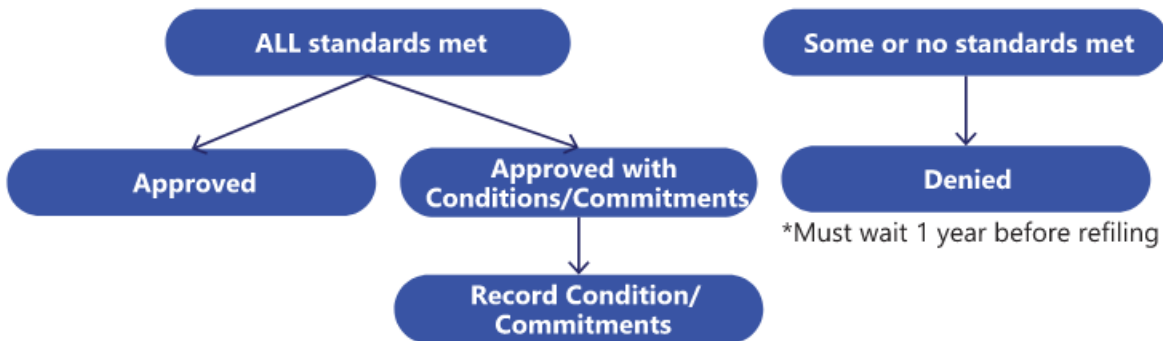 ALL standards met
Some or no standards met
Approved
Approved with
Conditions/Commitments
Denied
*Must wait 1 year before refiling
Record Condition/
Commitments